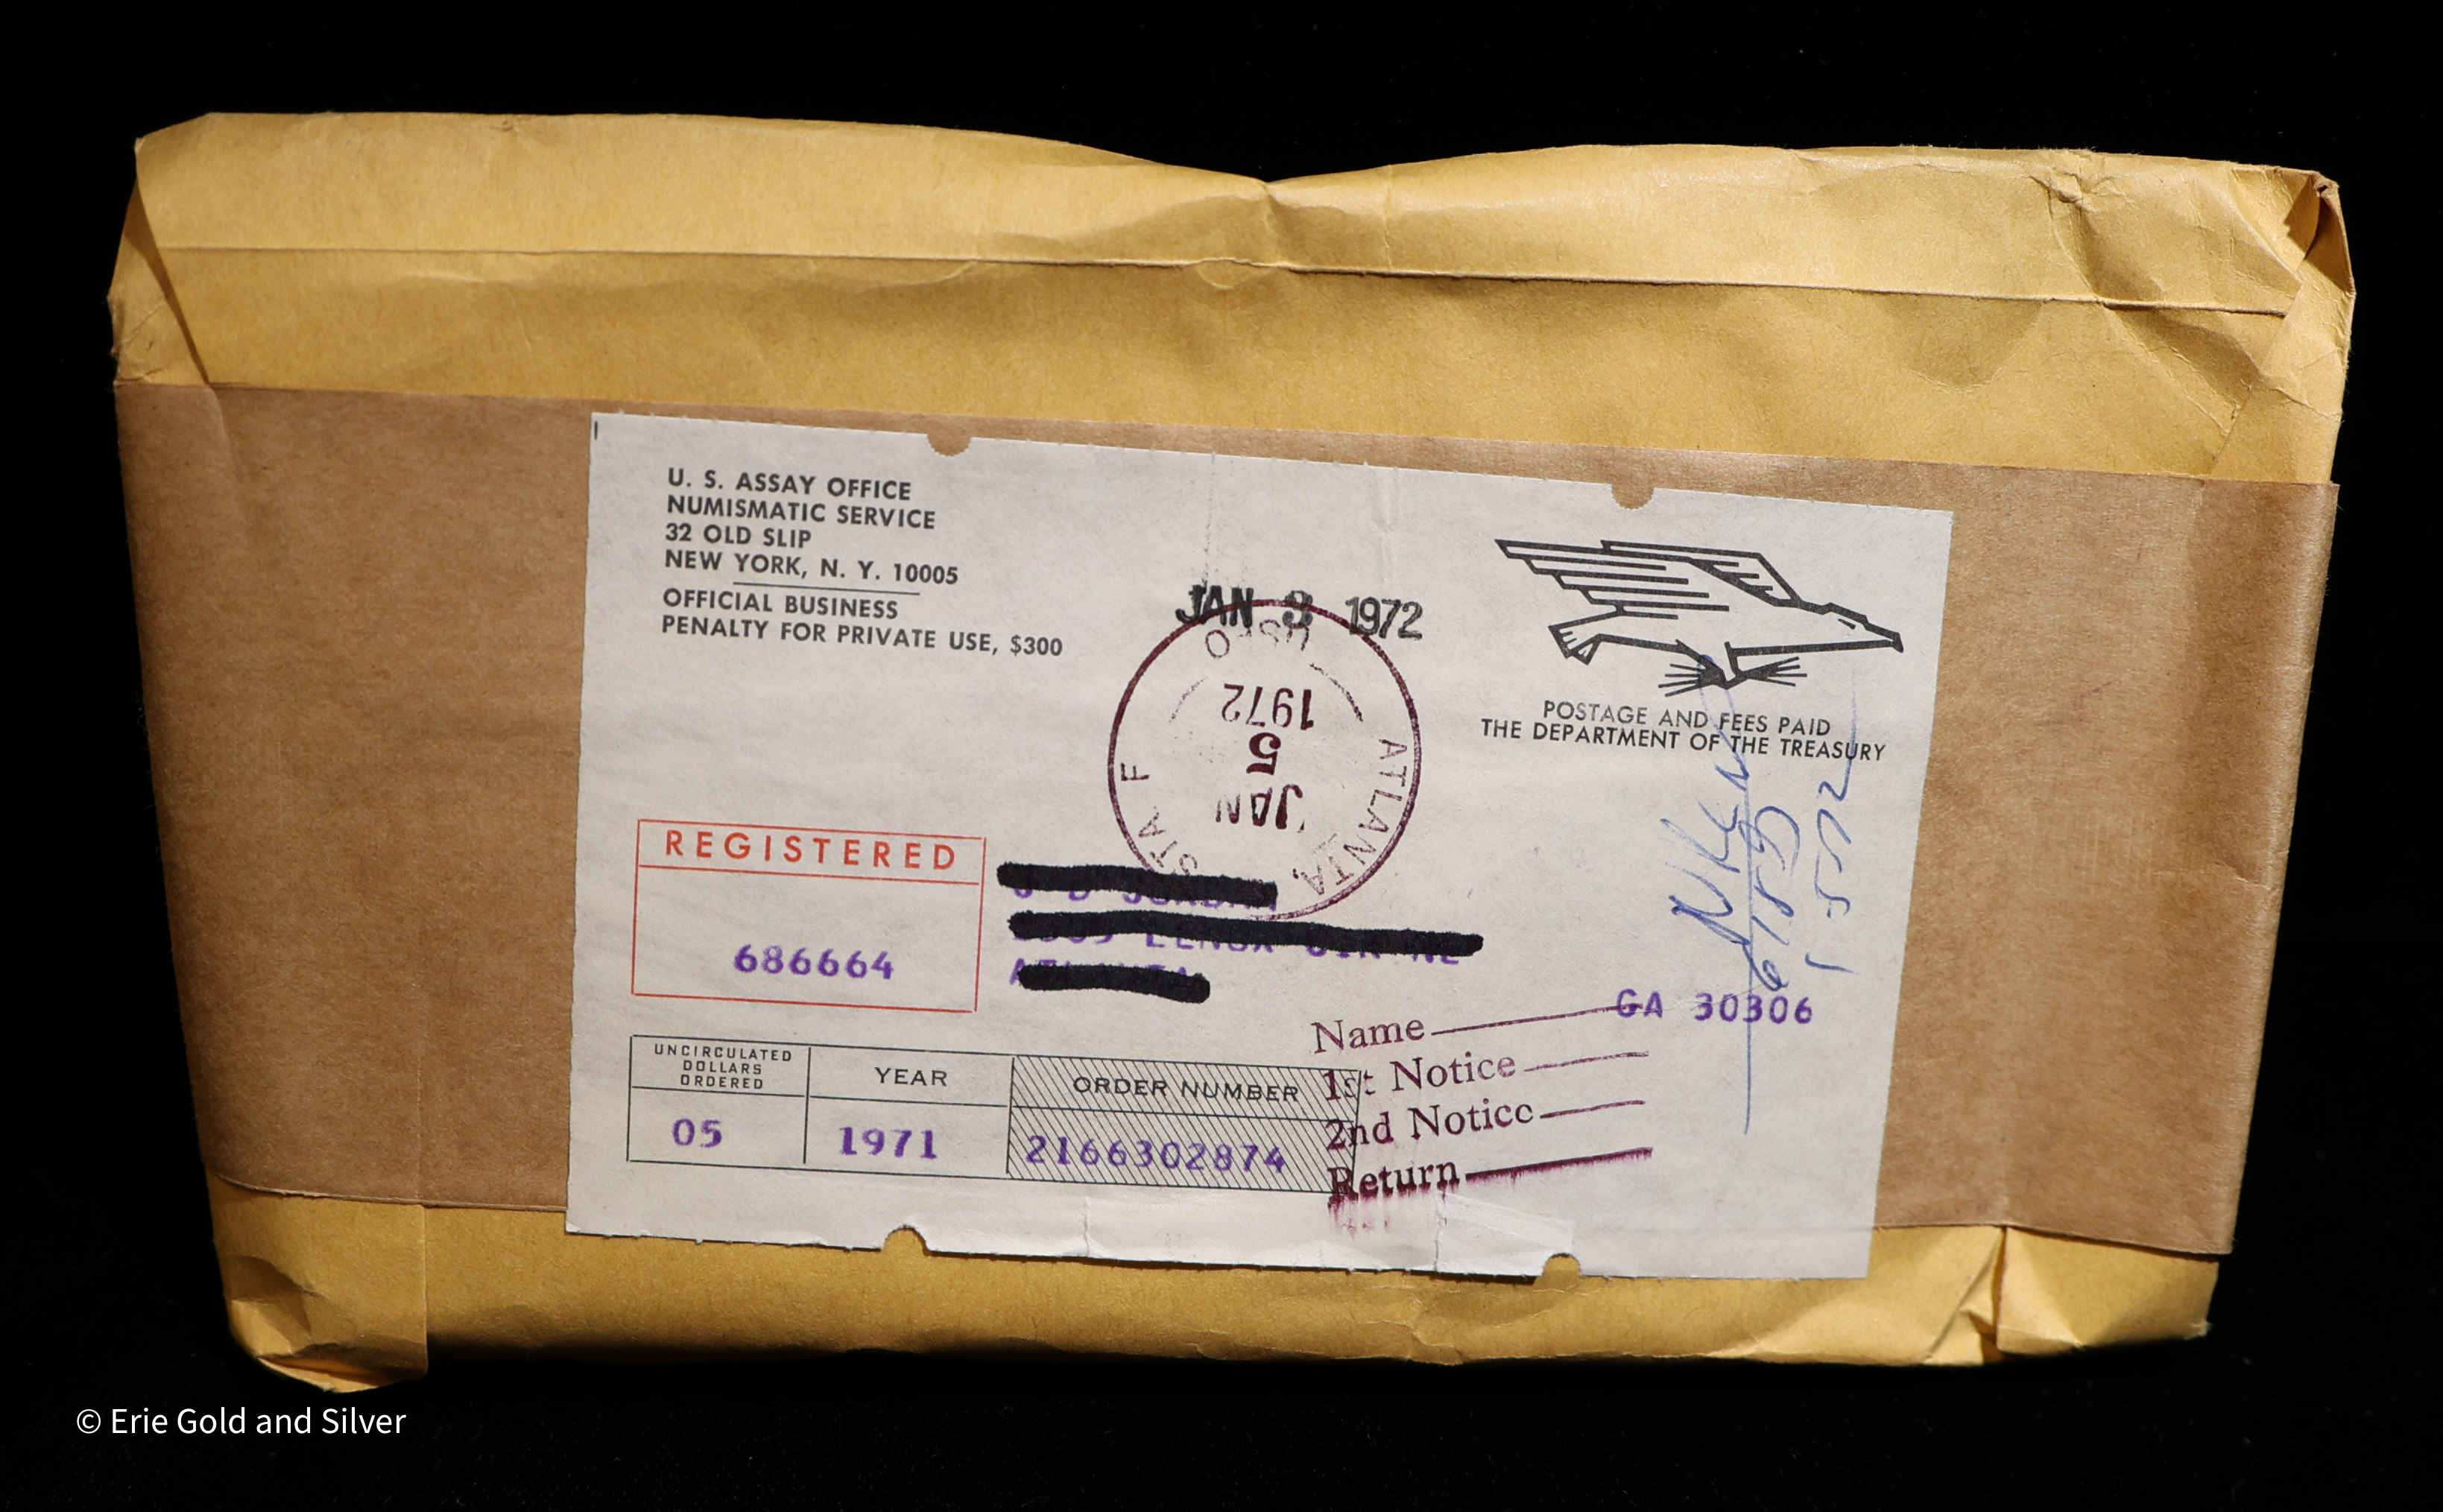 U. S. ASSAY OFFICE
NUMISMATIC SERVICE
32 OLD SLIP
NEW YORK, N. Y. 10005
OFFICIAL BUSINESS
PENALTY FOR PRIVATE USE, $300
JAN 3 1972
USPO
ATLANTA,
STA F
JAN
5
1972
POSTAGE AND FEES PAID
THE DEPARTMENT OF THE TREASURY
REGISTERED
686664
GA 30306
Name
1st Notice
2nd Notice
Return
UNCIRCULATED
DOLLARS
ORDERED
YEAR
ORDER NUMBER
05
1971
2166302874
© Erie Gold and Silver